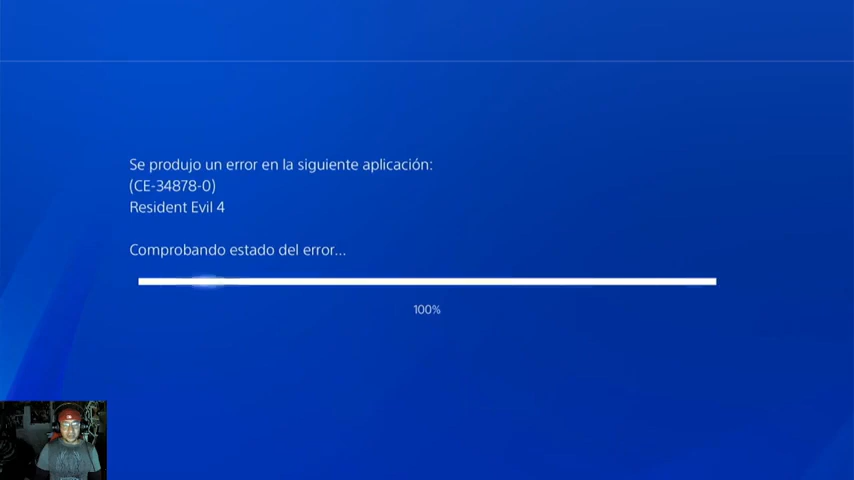 Se produjo un error en la siguiente aplicación:
(CE-34878-0)
Resident Evil 4
Comprobando estado del error...
100%